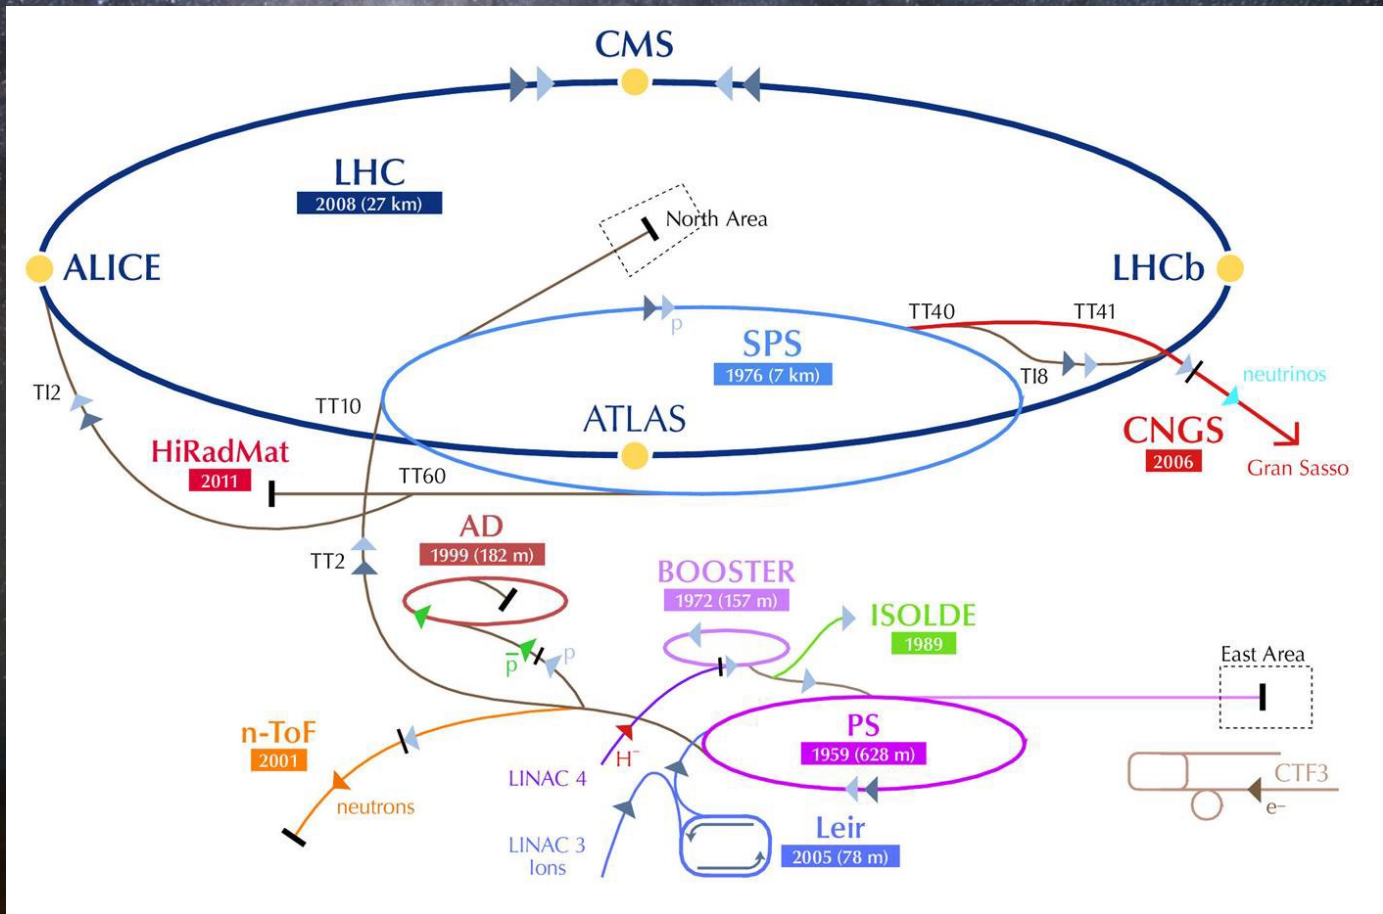 CMS
LHC
2008 (27 km)
North Area
ALICE
LHCb
p
TT40
TT41
SPS
1976 (7 km)
TI8
neutrinos
TI2
TT10
ATLAS
CNGS
2006
Gran Sasso
HiRadMat
2011
TT60
AD
1999 (182 m)
TT2
BOOSTER
1972 (157 m)
ISOLDE
1989
p̅
p
East Area
n-ToF
2001
PS
1959 (628 m)
H⁻
LINAC 4
neutrons
CTF3
e⁻
Leir
2005 (78 m)
LINAC 3
Ions